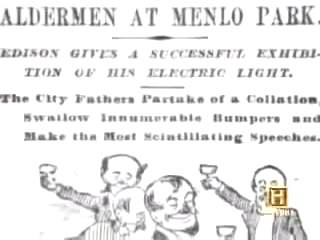 ALDERMEN AT MENLO PARK.
EDISON GIVES A SUCCESSFUL EXHIBI-
TION OF HIS ELECTRIC LIGHT.
The City Fathers Partake of a Collation,
Swallow Innumerable Bumpers and
Make the Most Scintillating Speeches.
H